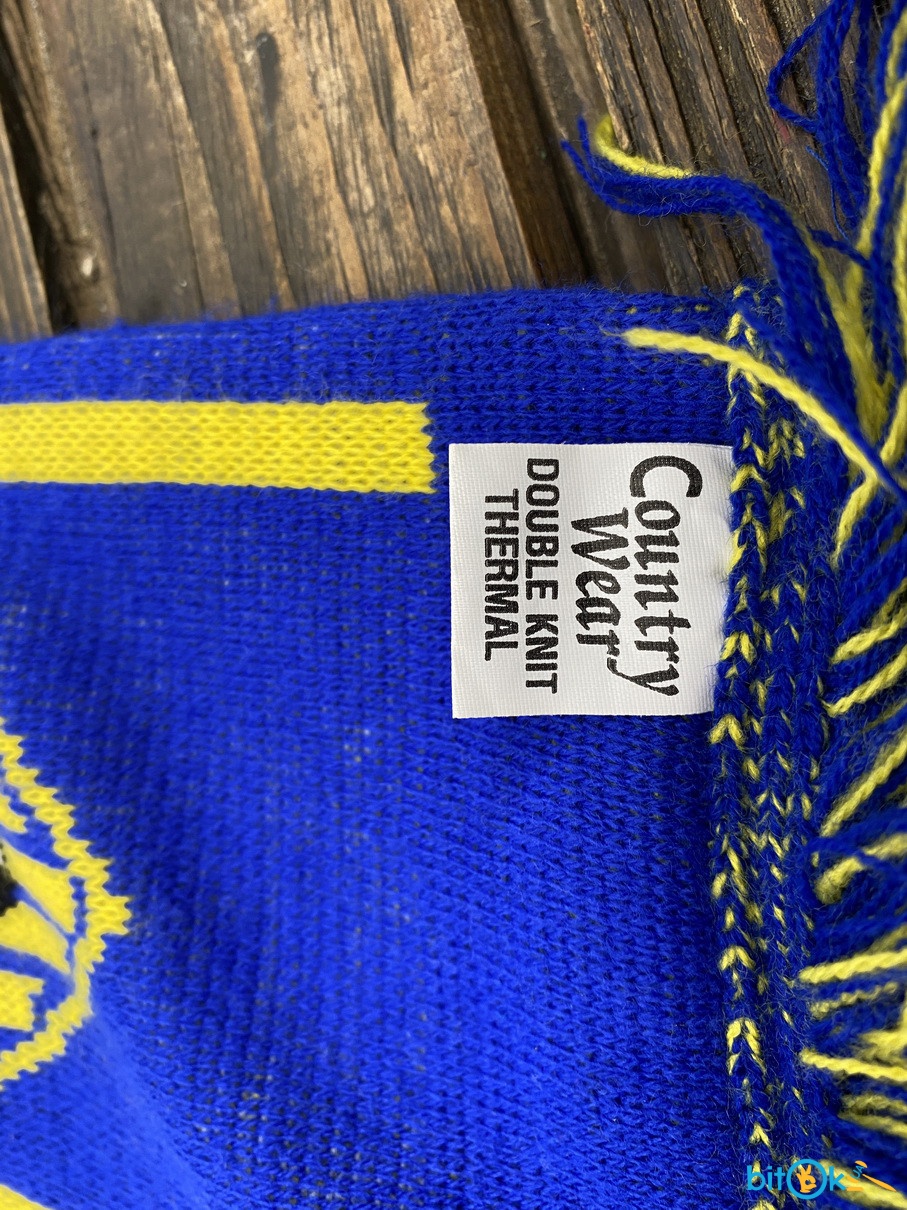 Country
Wear
DOUBLE KNIT
THERMAL
bitok